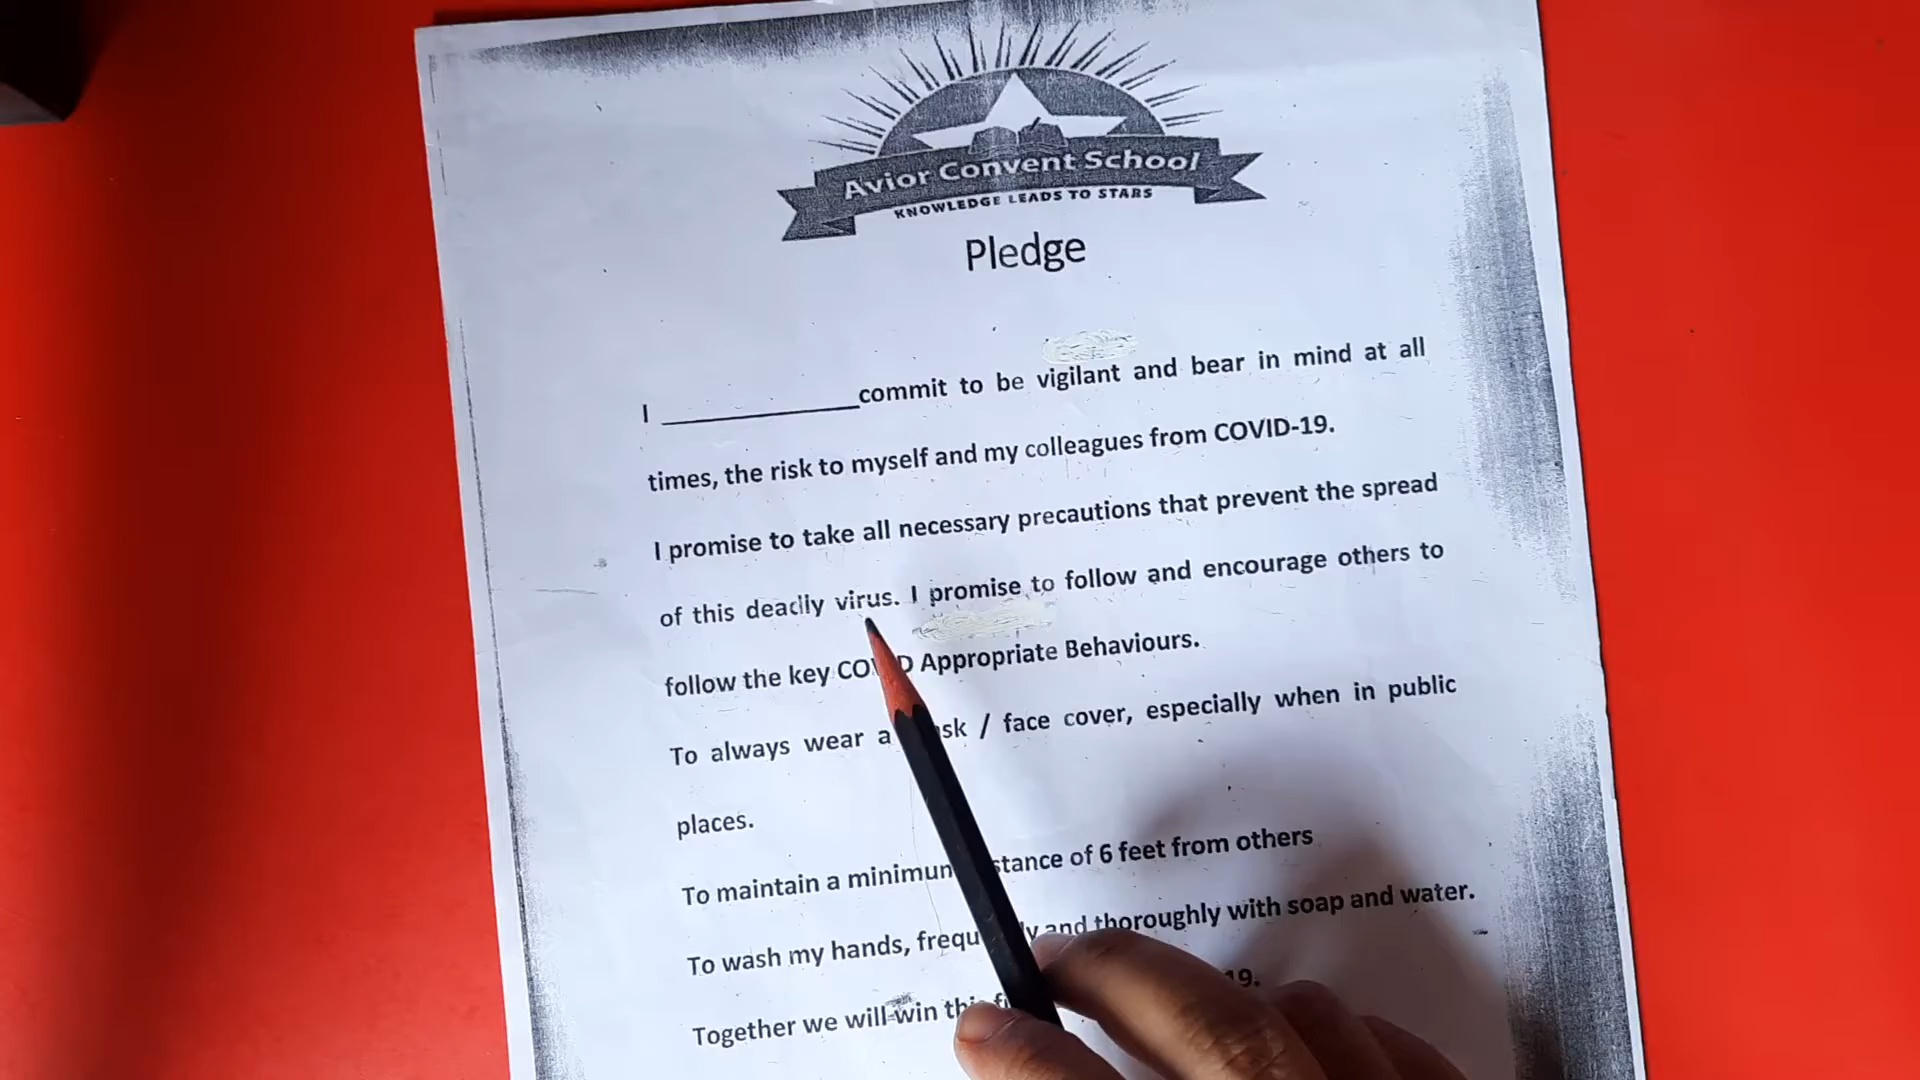 Avior Convent School
KNOWLEDGE LEADS TO STARS
Pledge
I ____________commit to be vigilant and bear in mind at all
times, the risk to myself and my colleagues from COVID-19.
I promise to take all necessary precautions that prevent the spread
of this deadly virus. I promise to follow and encourage others to
follow the key COVID Appropriate Behaviours.
To always wear a / face cover, especially when in public
places.
To maintain a of 6 feet from others
To wash my hands, and thoroughly with soap and water.
Together we will win this 19.